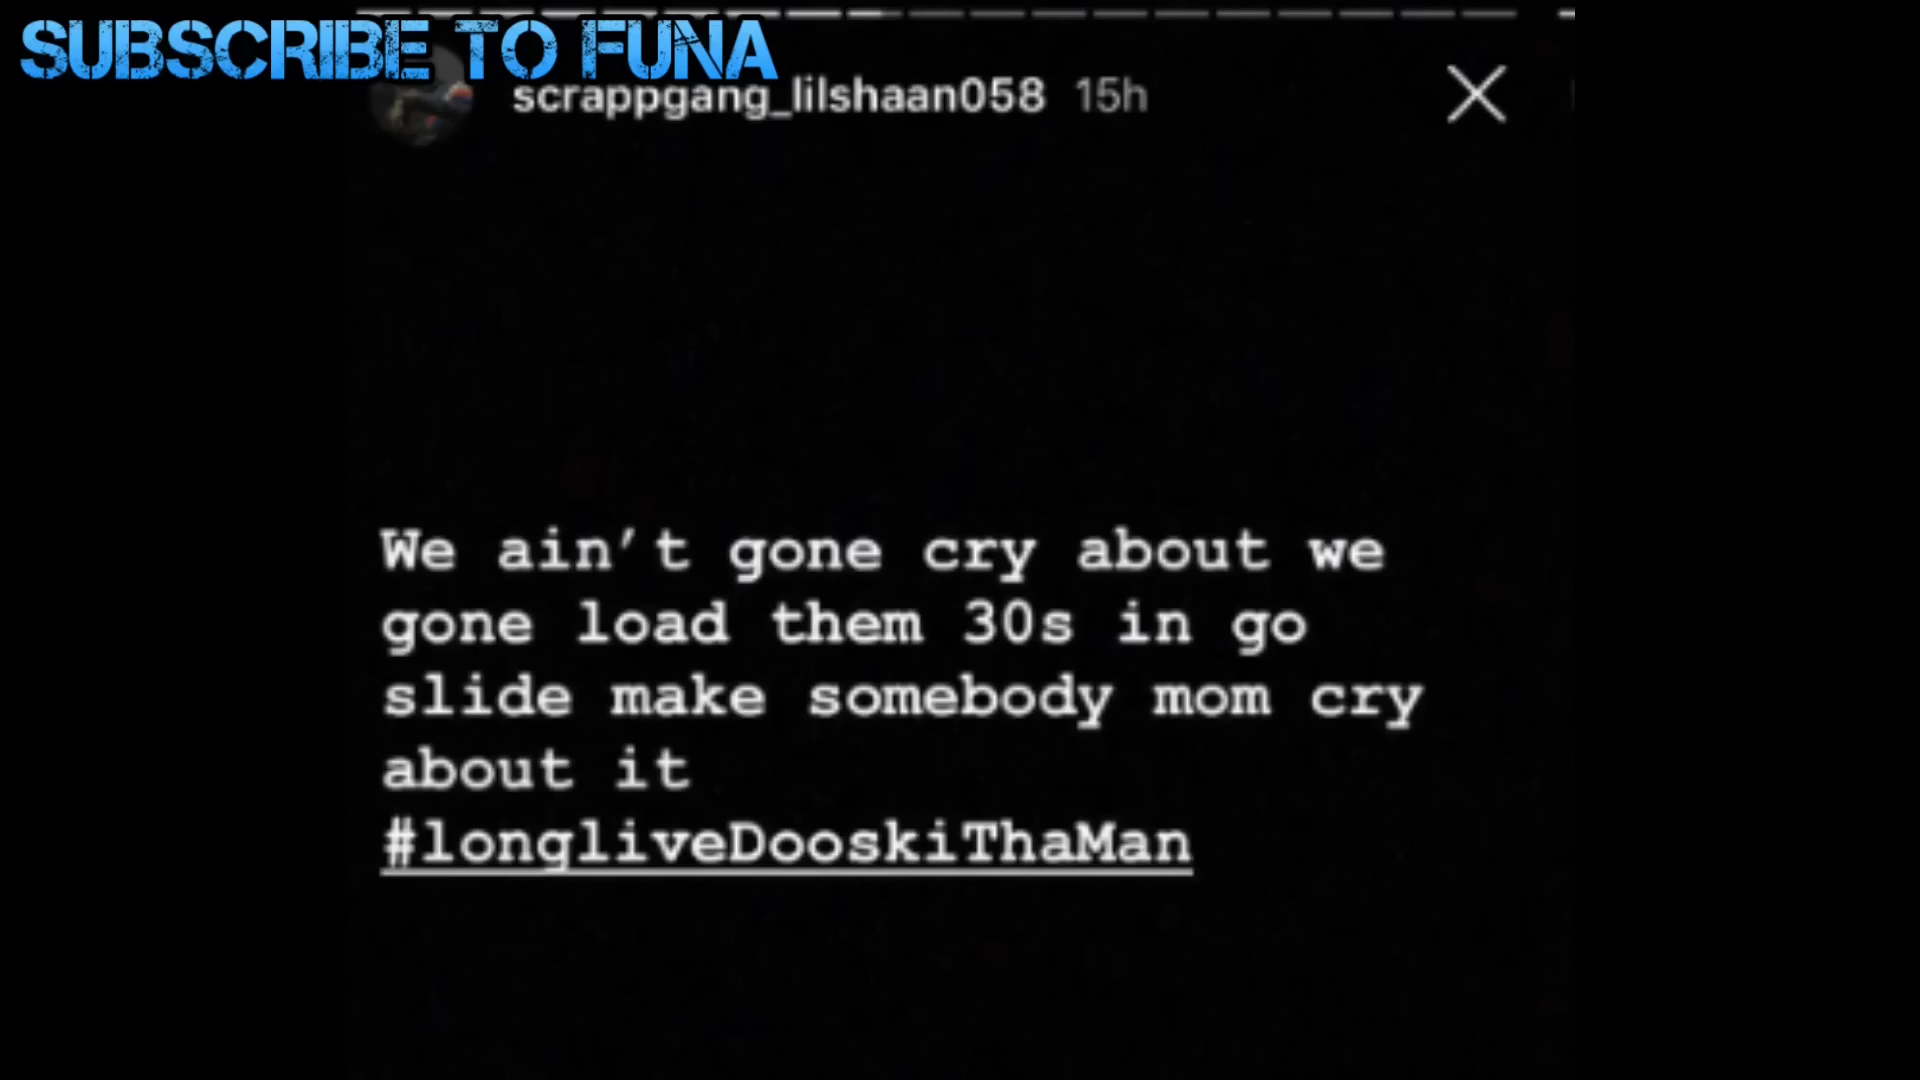 SUBSCRIBE TO FUNA
scrappgang_lilshaan058 15h
We ain't gone cry about we
gone load them 30s in go
slide make somebody mom cry
about it
#longliveDooskiThaMan